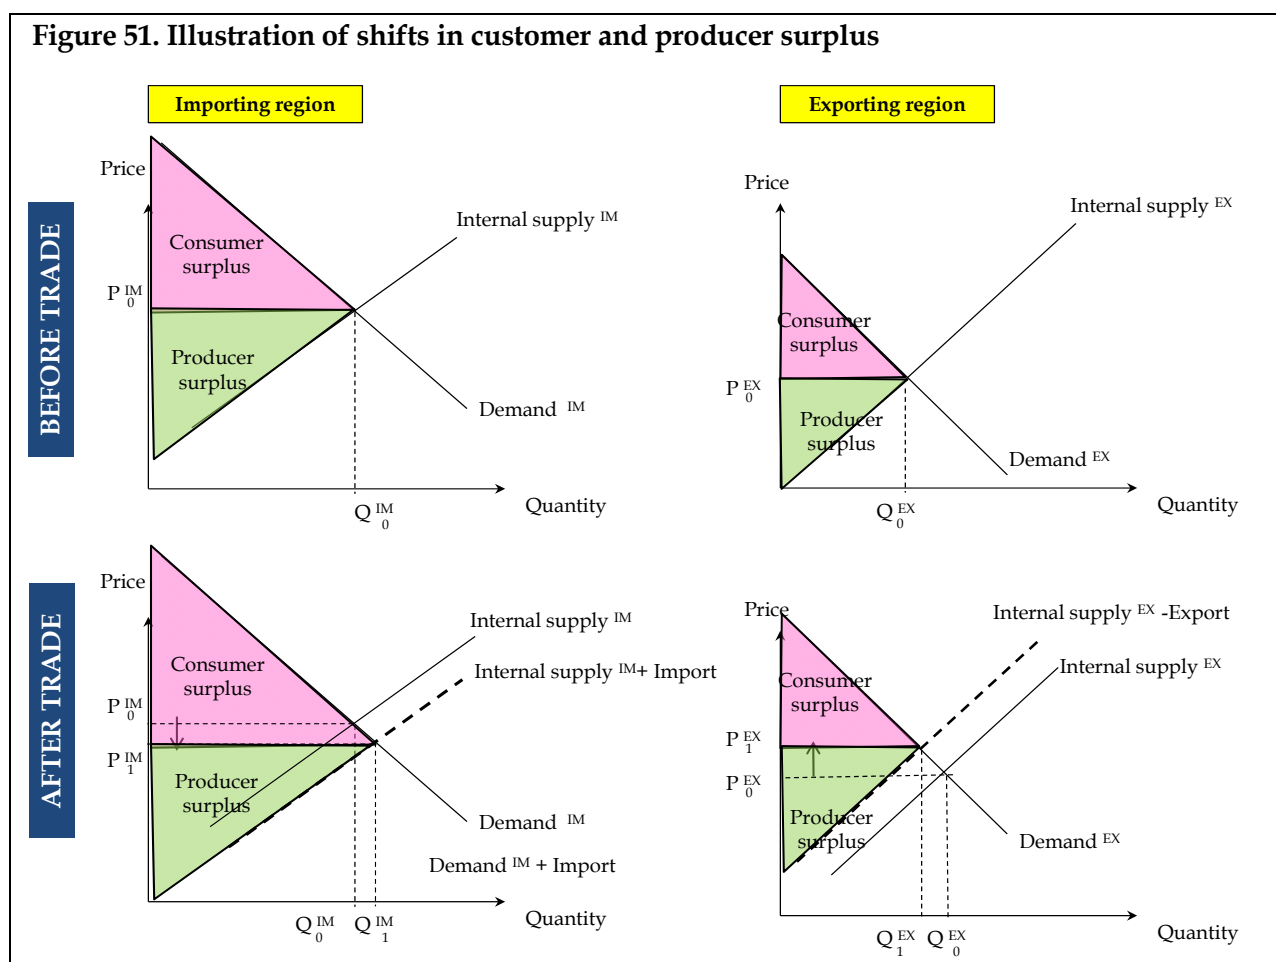 Figure 51. Illustration of shifts in customer and producer surplus
Importing region
Exporting region
BEFORE TRADE
Price
Internal supply IM
Consumer
surplus
P 0 IM
Producer
surplus
Demand IM
Quantity
Q 0 IM
Price
Internal supply EX
Consumer
surplus
P 0 EX
Producer
surplus
Demand EX
Quantity
Q 0 EX
AFTER TRADE
Price
Internal supply IM
Internal supply IM+ Import
Consumer
surplus
P 0 IM
P 1 IM
Producer
surplus
Demand IM
Demand IM + Import
Quantity
Q 0 IM
Q 1 IM
Price
Internal supply EX -Export
Internal supply EX
Consumer
surplus
P 1 EX
P 0 EX
Producer
surplus
Demand EX
Quantity
Q 1 EX
Q 0 EX